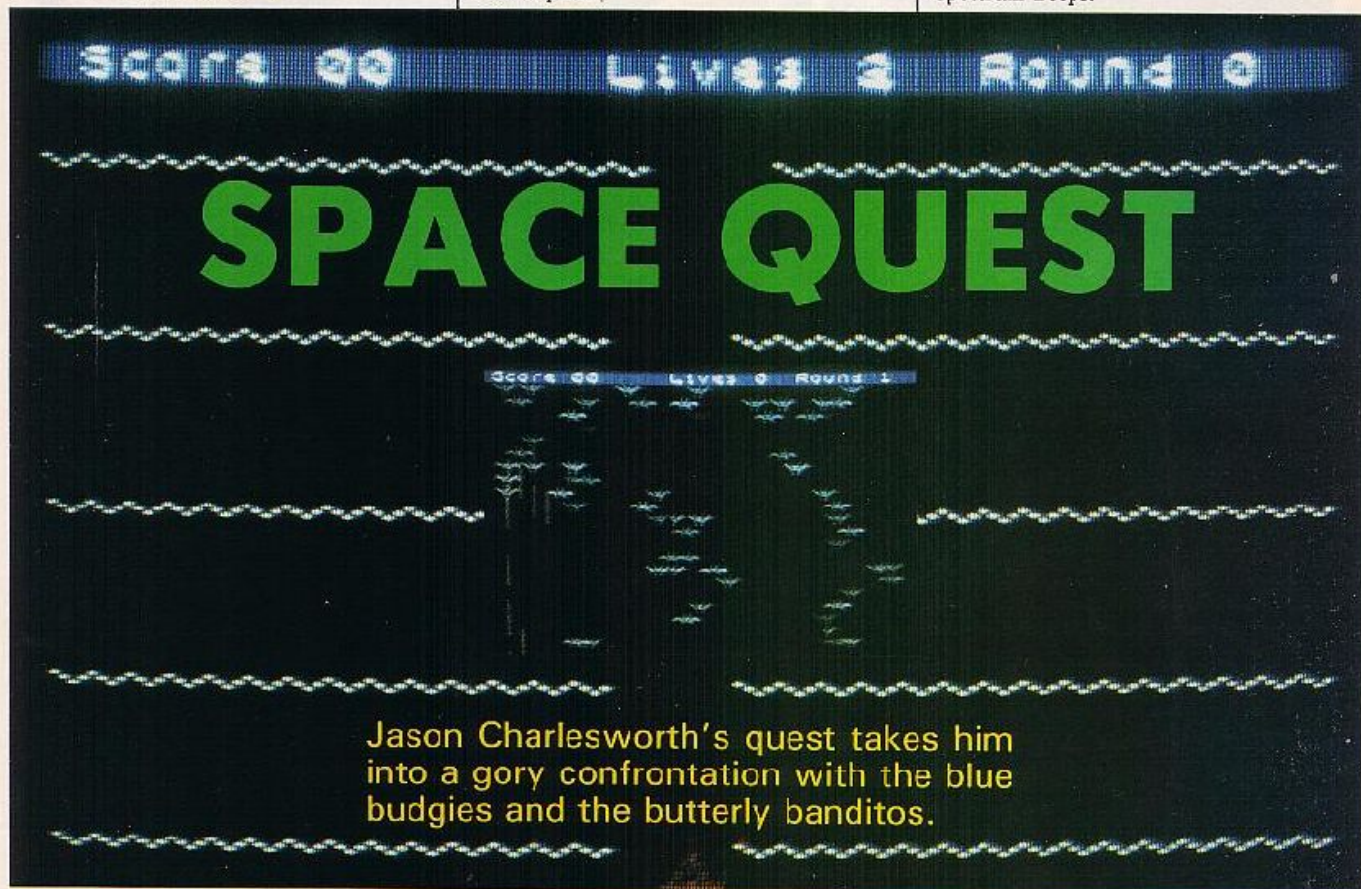 Score 00 Lives 2 Round 0
SPACE QUEST
Score 00 Lives 0 Round 1
Jason Charlesworth's quest takes him
into a gory confrontation with the blue
budgies and the butterly banditos.